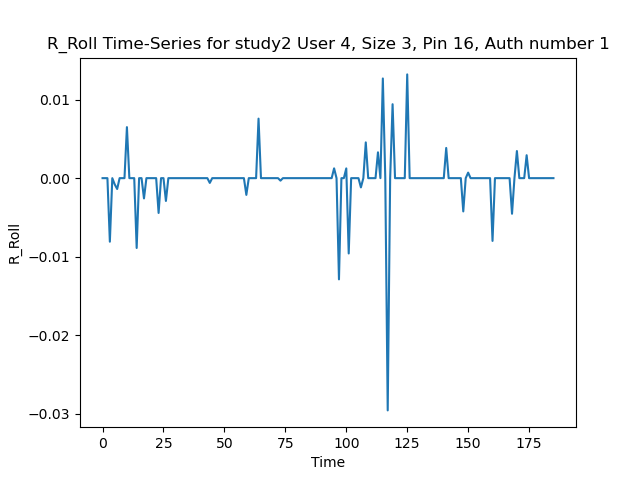 R_Roll Time-Series for study2 User 4, Size 3, Pin 16, Auth number 1
0.01
0.00
−0.01
−0.02
−0.03
R_Roll
0 25 50 75 100 125 150 175
Time